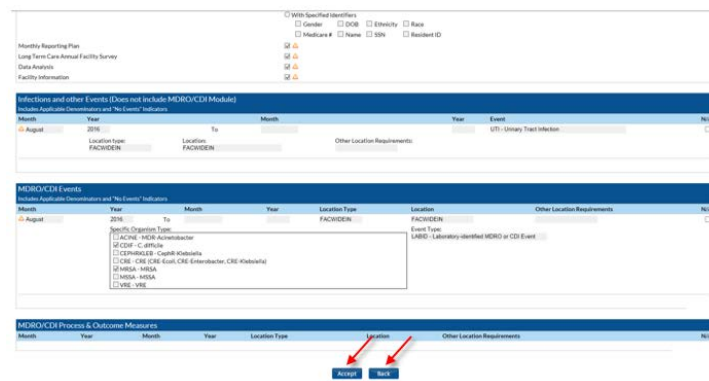 With Specified Identifiers
Gender DOB Ethnicity Race
Medicare # Name SSN Resident ID
Monthly Reporting Plan
Long Term Care Annual Facility Survey
Data Analysis
Facility Information
Infections and other Events (Does not include MDRO/CDI Module)
Includes Applicable Denominators and "No Events" Indicators
Month Year Month Year Event
August 2016 To UTI - Urinary Tract Infection
Location type: Location: Other Location Requirements:
FACWIDEIN FACWIDEIN
MDRO/CDI Events
Includes Applicable Denominators and "No Events" Indicators
Month Year Month Year Location Type Location Other Location Requirements
August 2016 To FACWIDEIN FACWIDEIN
Specific Organism Type: Event Type:
ACINE - MDR-Acinetobacter LABID - Laboratory-identified MDRO or CDI Event
CDIF - C. difficile
CEPHRKLEB - CephR-Klebsiella
CRE - CRE (CRE-Ecoli, CRE-Enterobacter, CRE-Klebsiella)
MRSA - MRSA
MSSA - MSSA
VRE - VRE
MDRO/CDI Process & Outcome Measures
Month Year Month Year Location Type Location Other Location Requirements
Accept Back